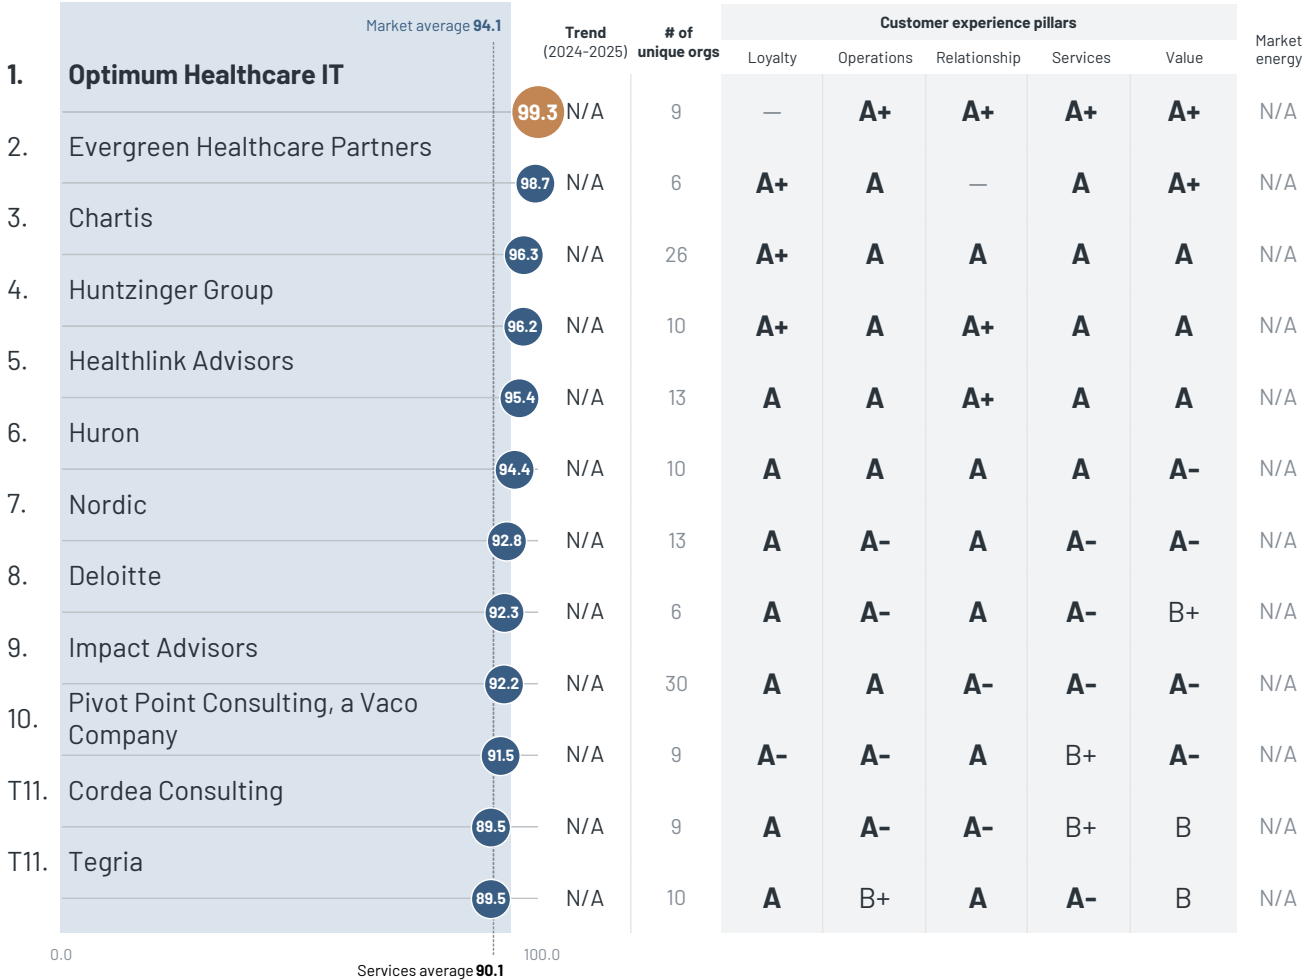 Market average 94.1
Trend
(2024-2025)
# of
unique orgs
Customer experience pillars
Loyalty Operations Relationship Services Value
Market
energy
1. Optimum Healthcare IT
99.3 N/A 9 — A+ A+ A+ A+ N/A
2. Evergreen Healthcare Partners
98.7 N/A 6 A+ A — A A+ N/A
3. Chartis
96.3 N/A 26 A+ A A A A N/A
4. Huntzinger Group
96.2 N/A 10 A+ A A+ A A N/A
5. Healthlink Advisors
95.4 N/A 13 A A A+ A A N/A
6. Huron
94.4 N/A 10 A A A A A- N/A
7. Nordic
92.8 N/A 13 A A- A A- A- N/A
8. Deloitte
92.3 N/A 6 A A- A A- B+ N/A
9. Impact Advisors
92.2 N/A 30 A A A- A- A- N/A
10. Pivot Point Consulting, a Vaco
Company
91.5 N/A 9 A- A- A B+ A- N/A
T11. Cordea Consulting
89.5 N/A 9 A A- A- B+ B N/A
T11. Tegria
89.5 N/A 10 A B+ A A- B N/A
0.0 100.0
Services average 90.1